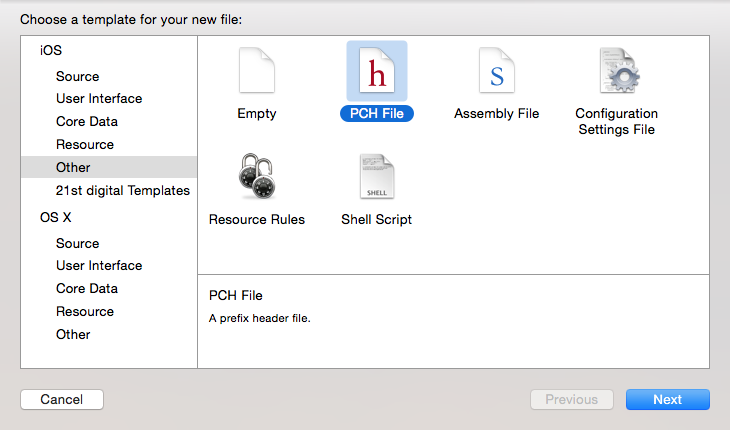 Choose a template for your new file:
iOS
Source
User Interface
Core Data
Resource
Other
21st digital Templates
OS X
Source
User Interface
Core Data
Resource
Other
Empty
h
PCH File
S
Assembly File
Configuration
Settings File
Resource Rules
SHELL
Shell Script
PCH File
A prefix header file.
Cancel
Previous
Next